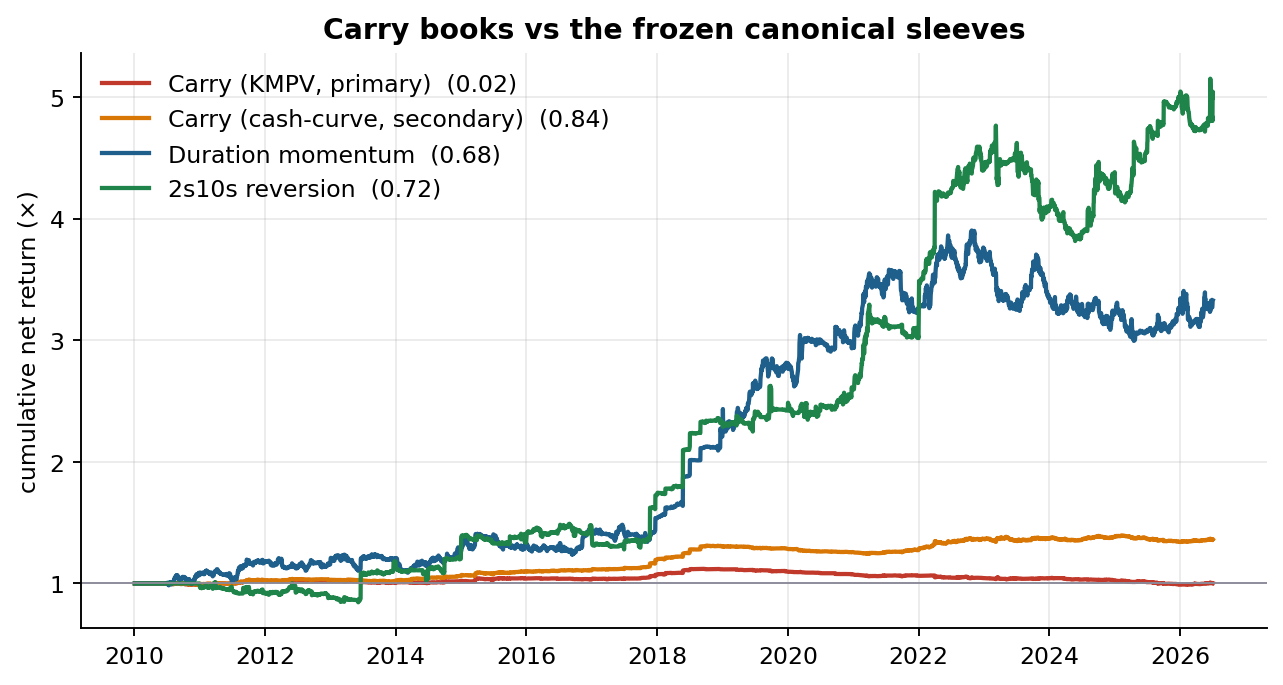 Carry books vs the frozen canonical sleeves
Carry (KMPV, primary)  (0.02)
Carry (cash-curve, secondary)  (0.84)
Duration momentum  (0.68)
2s10s reversion  (0.72)
cumulative net return (×)
5
4
3
2
1
2010 2012 2014 2016 2018 2020 2022 2024 2026